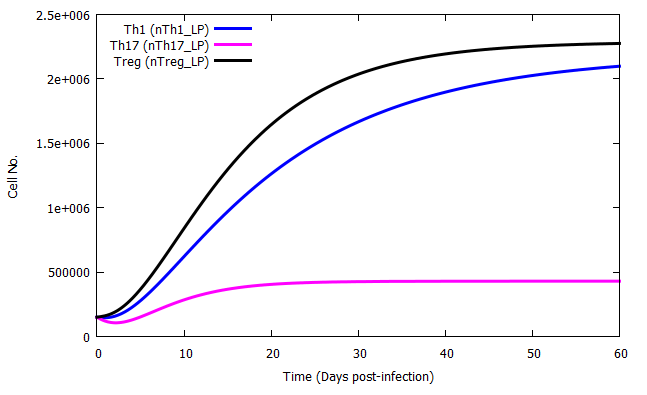 2.5e+006
2e+006
1.5e+006
1e+006
500000
0
Cell No.
Th1 (nTh1_LP)
Th17 (nTh17_LP)
Treg (nTreg_LP)
0 10 20 30 40 50 60
Time (Days post-infection)